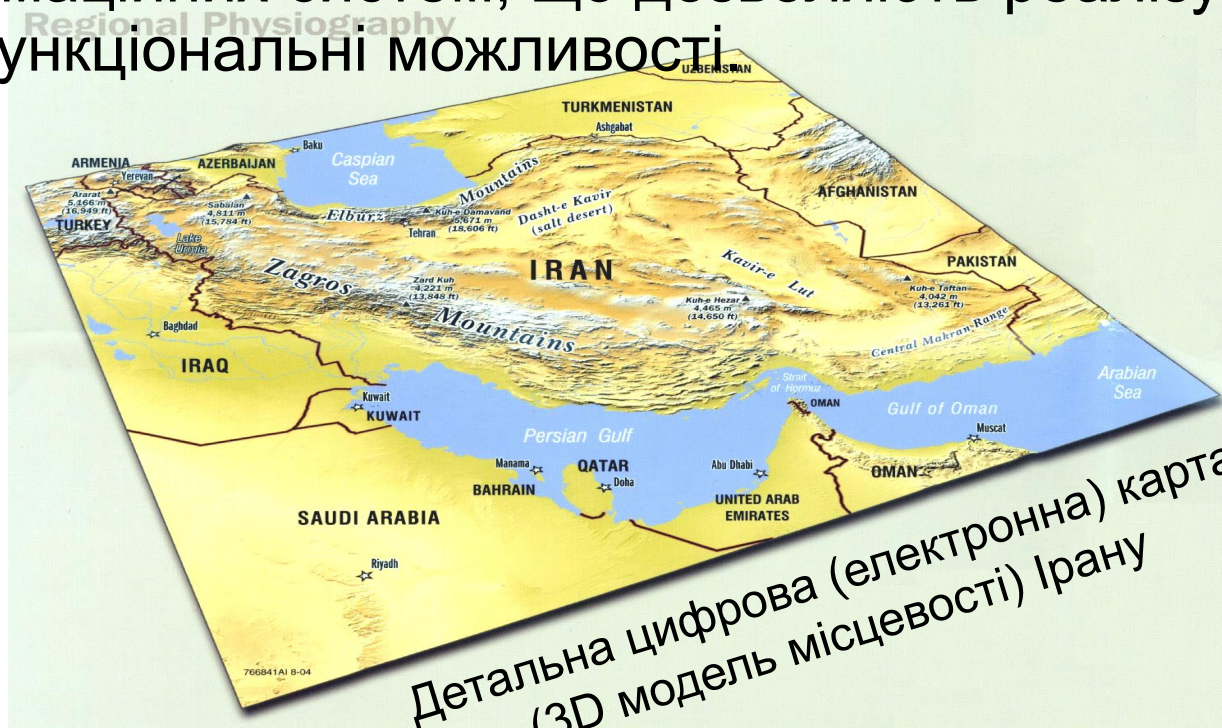 Regional Physiography
ункціональні можливості.
UZBEKISTAN
TURKMENISTAN
Ashgabat
Baku
Caspian
Sea
ARMENIA
Yerevan
AZERBAIJAN
Ararat
5,166 m
(16,949 ft)
TURKEY
Sabalan
4,811 m
(15,784 ft)
Lake
Urmia
Elburz Mountains
Kuh-e Damavand
5,671 m
(18,606 ft)
Tehran
Dasht-e Kavir
(salt desert)
AFGHANISTAN
IRAN
Kavir-e Lut
PAKISTAN
Zagros Mountains
Zard Kuh
4,221 m
(13,848 ft)
Kuh-e Hezar
4,465 m
(14,650 ft)
Kuh-e Taftan
4,042 m
(13,261 ft)
Central Makran Range
Baghdad
IRAQ
Kuwait
KUWAIT
Strait
of Hormuz
OMAN
Gulf of Oman
Arabian
Sea
Muscat
OMAN
Persian Gulf
Manama
BAHRAIN
QATAR
Doha
Abu Dhabi
UNITED ARAB
EMIRATES
SAUDI ARABIA
Riyadh
766841AI 8-04
Детальна цифрова (електронна) карта
(3D модель місцевості) Ірану